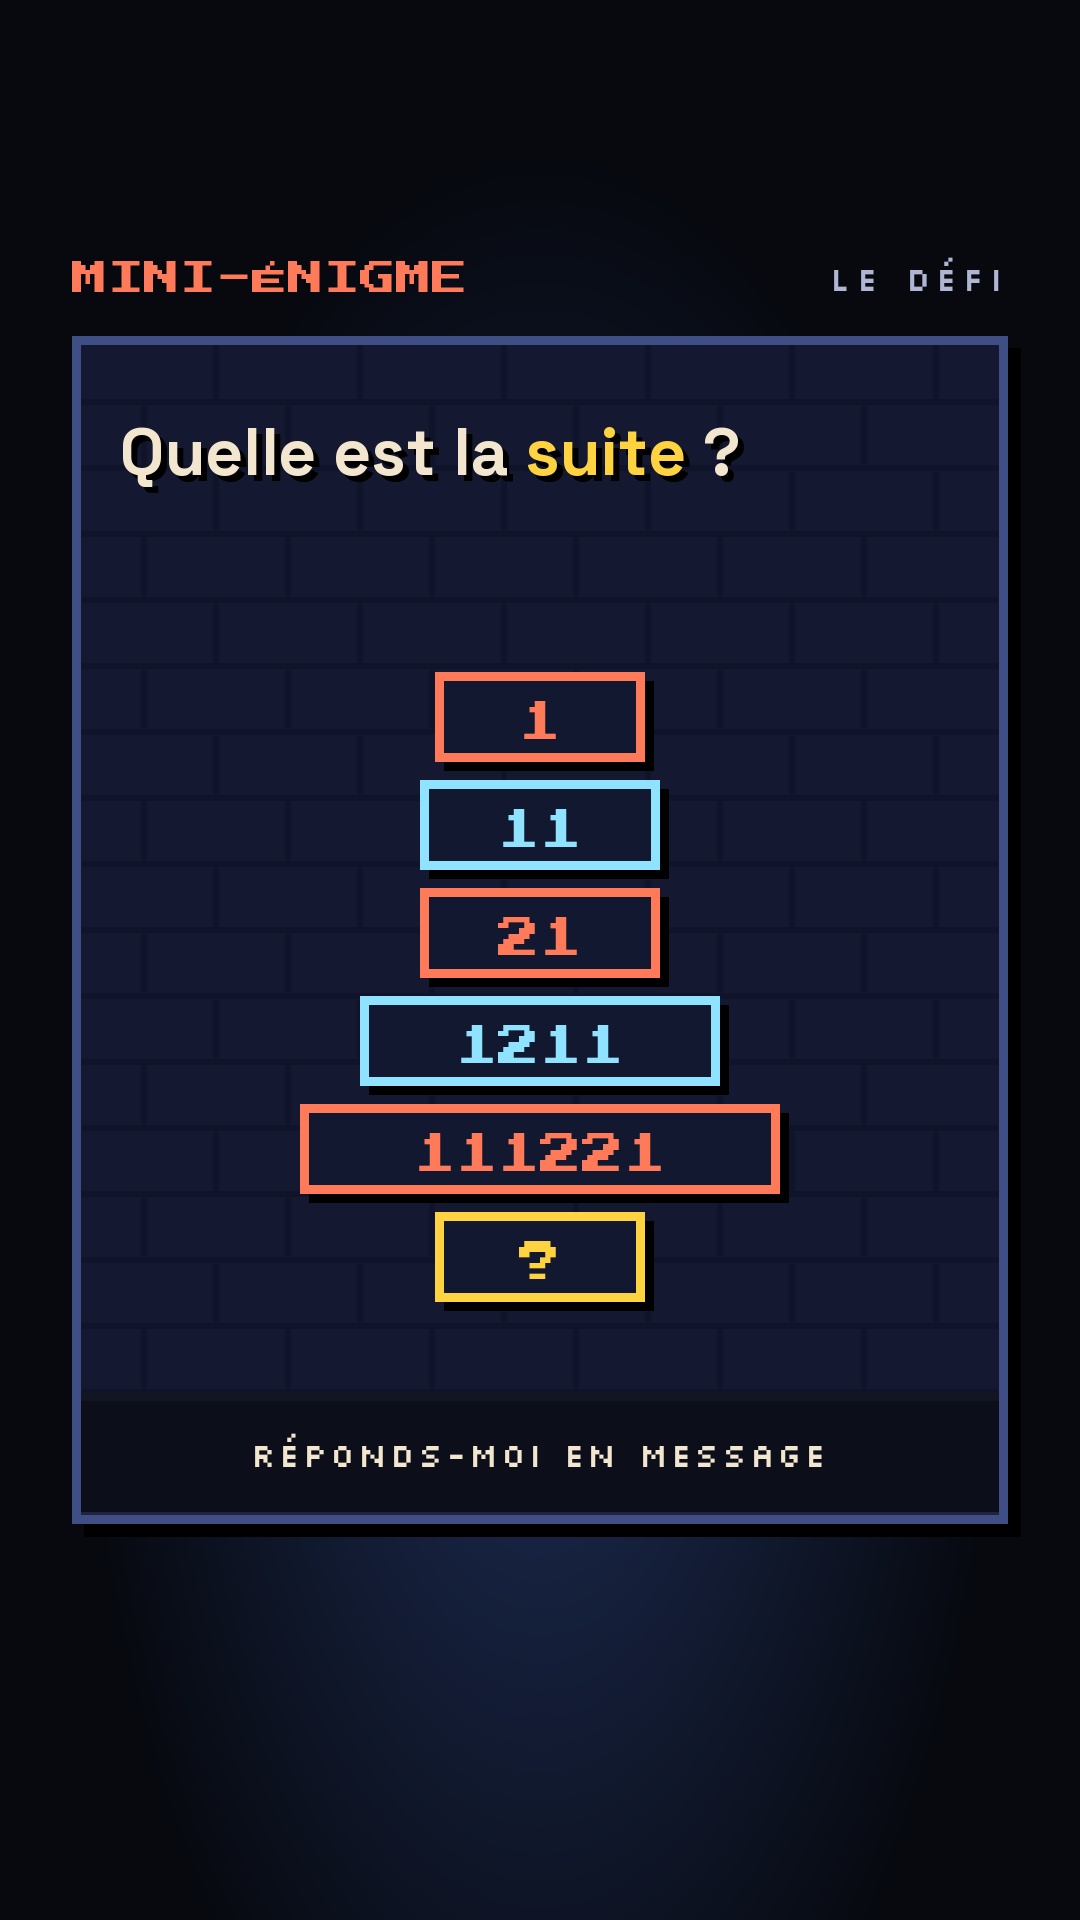 MINI-ÉNIGME
LE DÉFI
Quelle est la suite ?
1
11
21
1211
111221
?
RÉPONDS-MOI EN MESSAGE